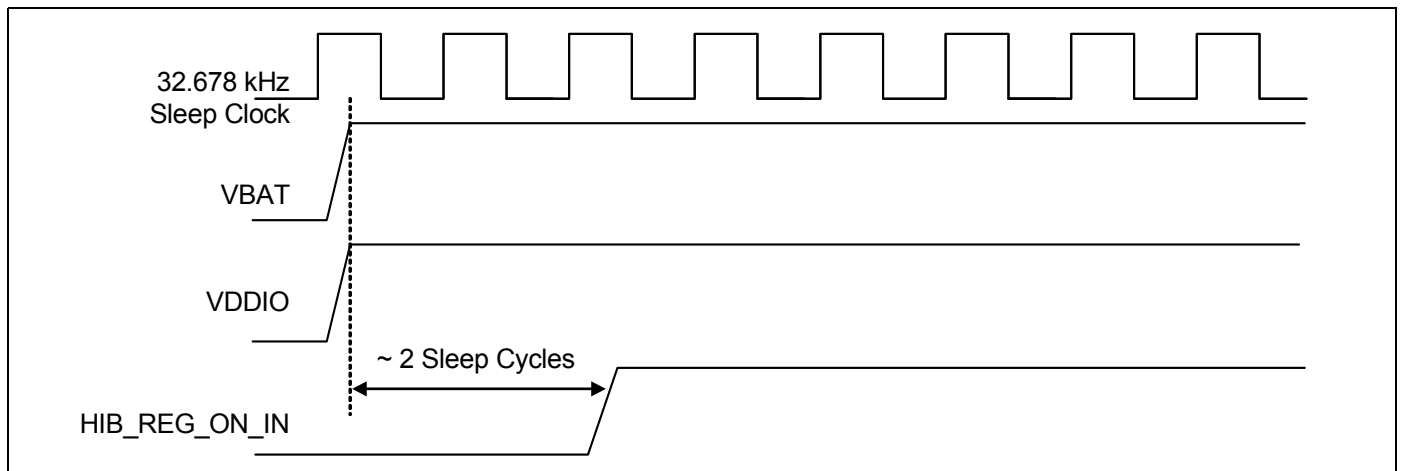 32.678 kHz
Sleep Clock
VBAT
VDDIO
~ 2 Sleep Cycles
HIB_REG_ON_IN